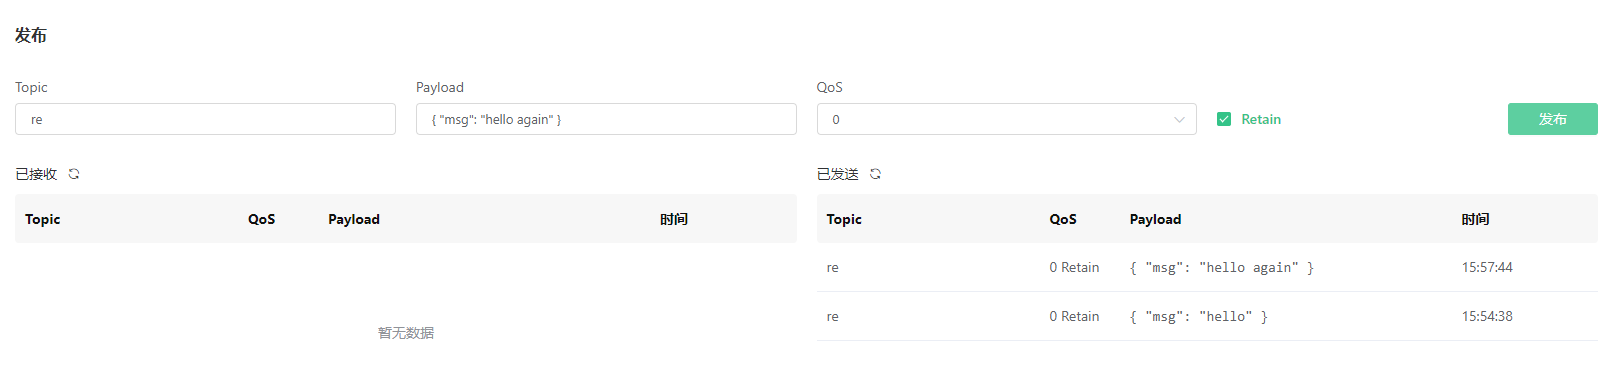 发布
Topic Payload QoS
re { "msg": "hello again" } 0 Retain 发布
已接收 已发送
Topic QoS Payload 时间 Topic QoS Payload 时间
re 0 Retain { "msg": "hello again" } 15:57:44
re 0 Retain { "msg": "hello" } 15:54:38
暂无数据